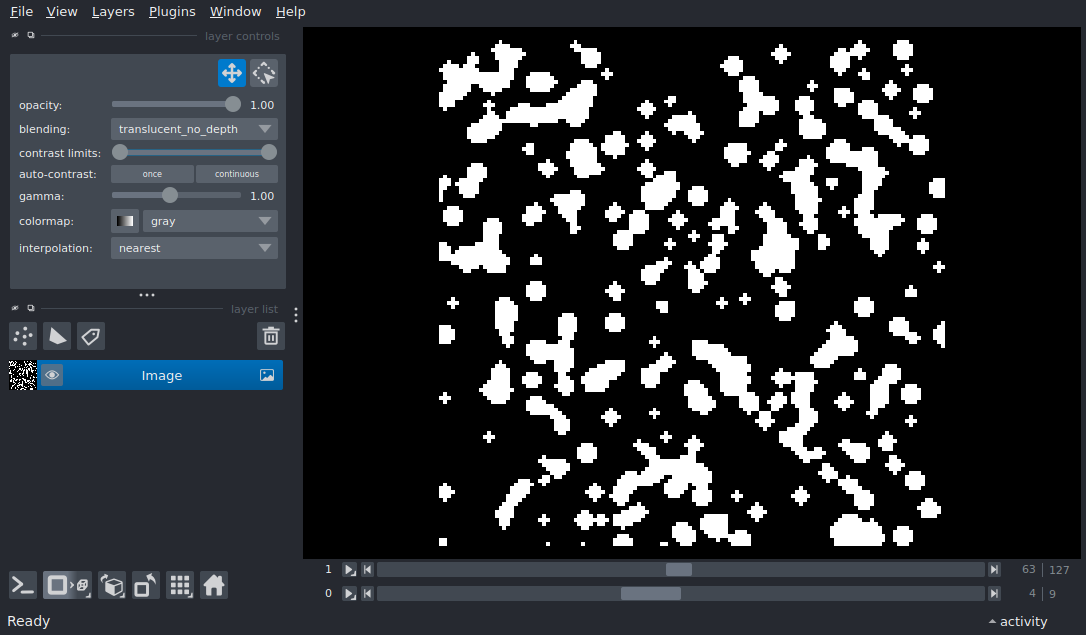 File View Layers Plugins Window Help
layer controls
opacity: 1.00
blending: translucent_no_depth
contrast limits:
auto-contrast: once continuous
gamma: 1.00
colormap: gray
interpolation: nearest
layer list
Image
1 63 127
0 4 9
Ready activity